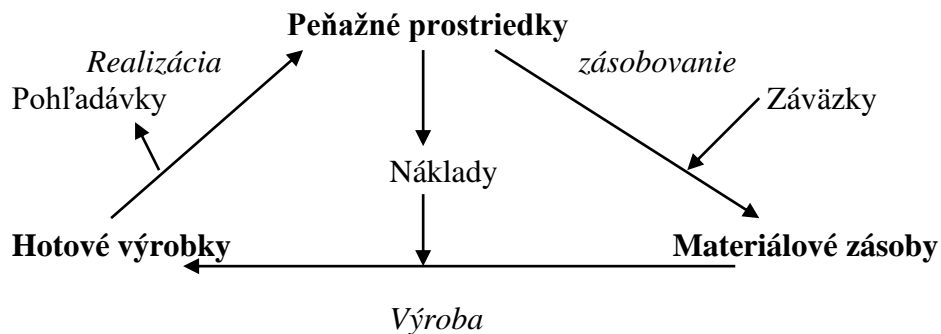 Peňažné prostriedky
Realizácia zásobovanie
Pohľadávky Záväzky
Náklady
Hotové výrobky Materiálové zásoby
Výroba